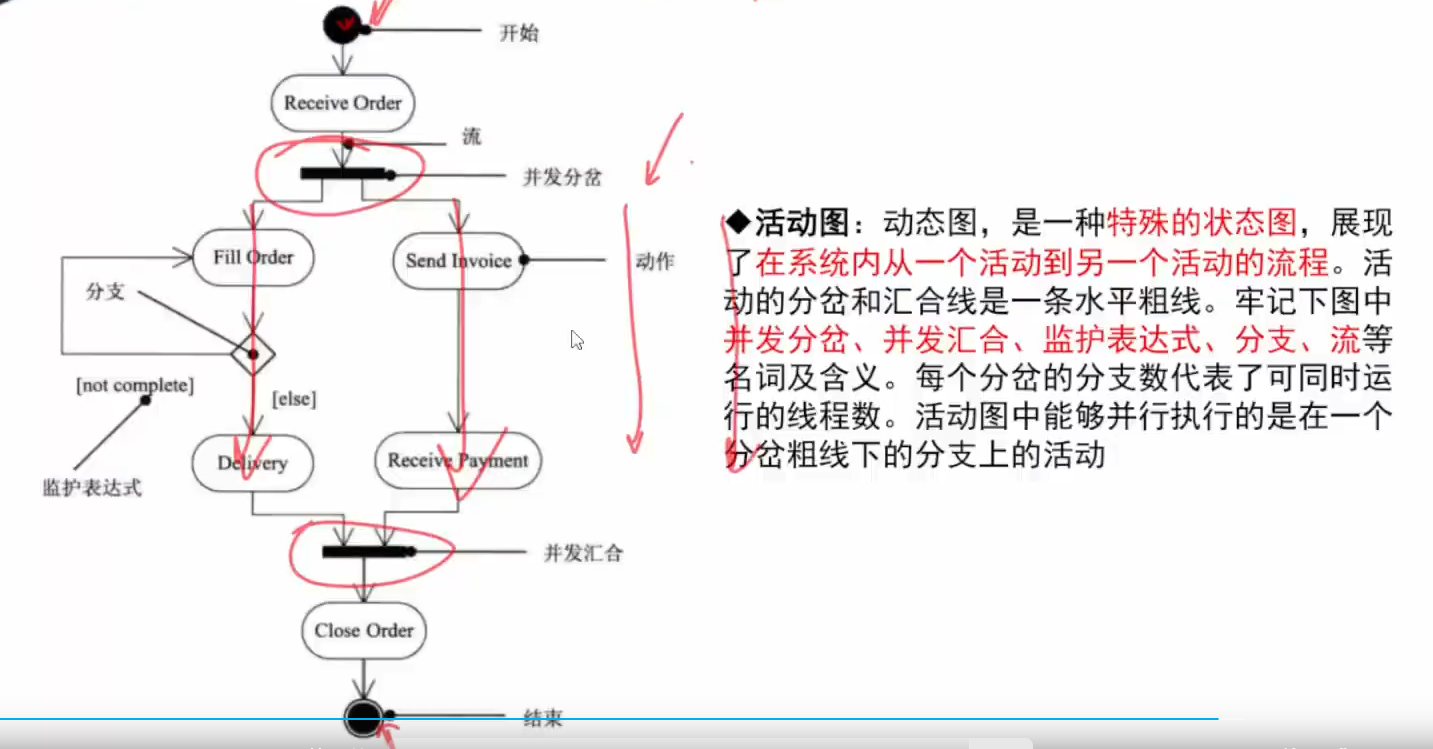 开始
Receive Order
流
并发分岔
Fill Order
Send Invoice
动作
分支
[not complete]
[else]
Delivery
Receive Payment
监护表达式
并发汇合
Close Order
结束
◆活动图：动态图，是一种特殊的状态图，展现
了在系统内从一个活动到另一个活动的流程。活
动的分岔和汇合线是一条水平粗线。牢记下图中
并发分岔、并发汇合、监护表达式、分支、流等
名词及含义。每个分岔的分支数代表了可同时运
行的线程数。活动图中能够并行执行的是在一个
分岔粗线下的分支上的活动